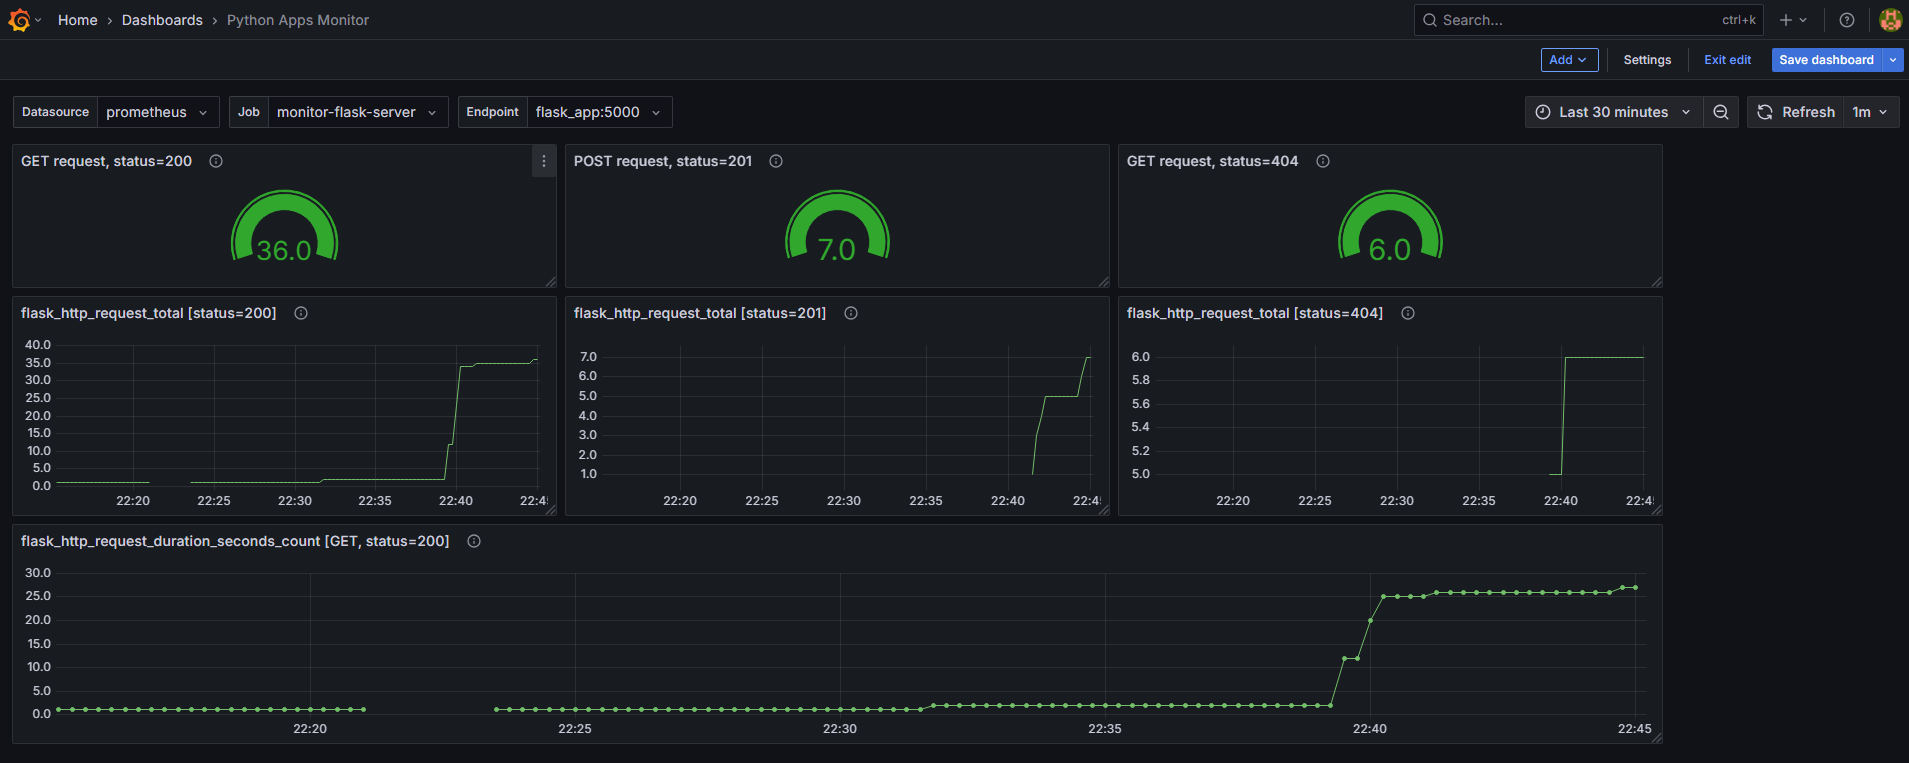 Home › Dashboards › Python Apps Monitor
Search... ctrl+k
Add Settings Exit edit Save dashboard
Datasource prometheus Job monitor-flask-server Endpoint flask_app:5000 Last 30 minutes Refresh 1m
GET request, status=200
36.0
POST request, status=201
7.0
GET request, status=404
6.0
flask_http_request_total [status=200]
40.0
35.0
30.0
25.0
20.0
15.0
10.0
5.0
0.0
22:20 22:25 22:30 22:35 22:40 22:45
flask_http_request_total [status=201]
7.0
6.0
5.0
4.0
3.0
2.0
1.0
22:20 22:25 22:30 22:35 22:40 22:4
flask_http_request_total [status=404]
6.0
5.8
5.6
5.4
5.2
5.0
22:20 22:25 22:30 22:35 22:40 22:4
flask_http_request_duration_seconds_count [GET, status=200]
30.0
25.0
20.0
15.0
10.0
5.0
0.0
22:20 22:25 22:30 22:35 22:40 22:45